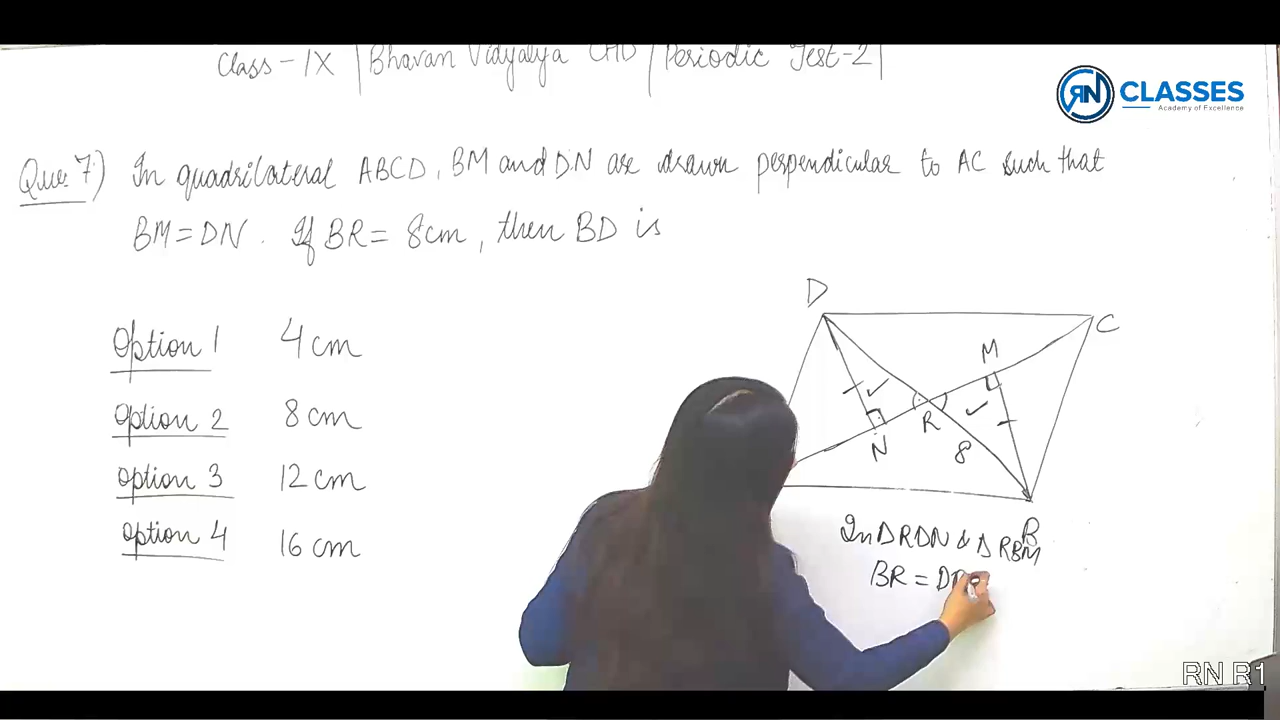 Class-IX | Bhavan Vidyalya CHD | Periodic Test-2 |
RN CLASSES
Academy of Excellence
Que 7) In quadrilateral ABCD, BM and DN are drawn perpendicular to AC such that
BM = DN. If BR = 8cm, then BD is
Option 1 4 cm
Option 2 8 cm
Option 3 12 cm
Option 4 16 cm
D
C
M
R
N
8
B
In Δ RDN & Δ RBM
BR = DR
RN R1